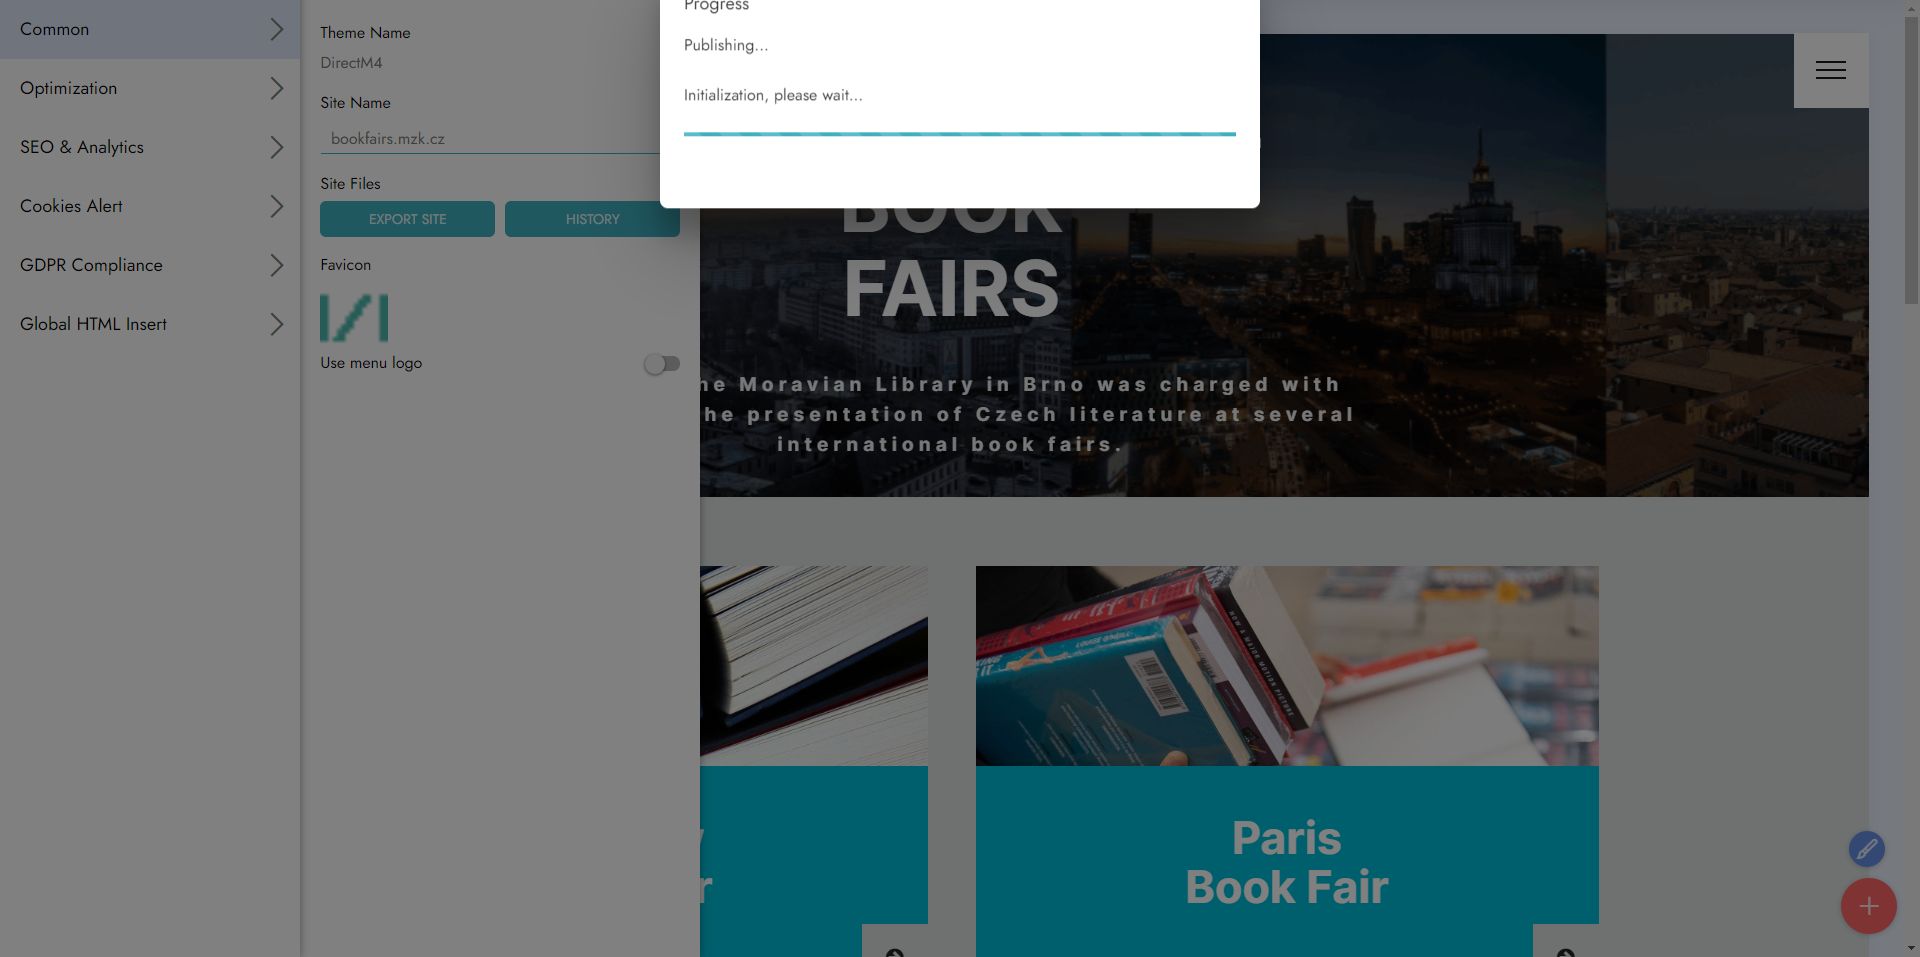 Common
Optimization
SEO & Analytics
Cookies Alert
GDPR Compliance
Global HTML Insert
Theme Name
DirectM4
Site Name
bookfairs.mzk.cz
Site Files
EXPORT SITE
HISTORY
Favicon
Use menu logo
Progress
Publishing...
Initialization, please wait...
BOOK
FAIRS
he Moravian Library in Brno was charged with
he presentation of Czech literature at several
international book fairs.
Paris
Book Fair